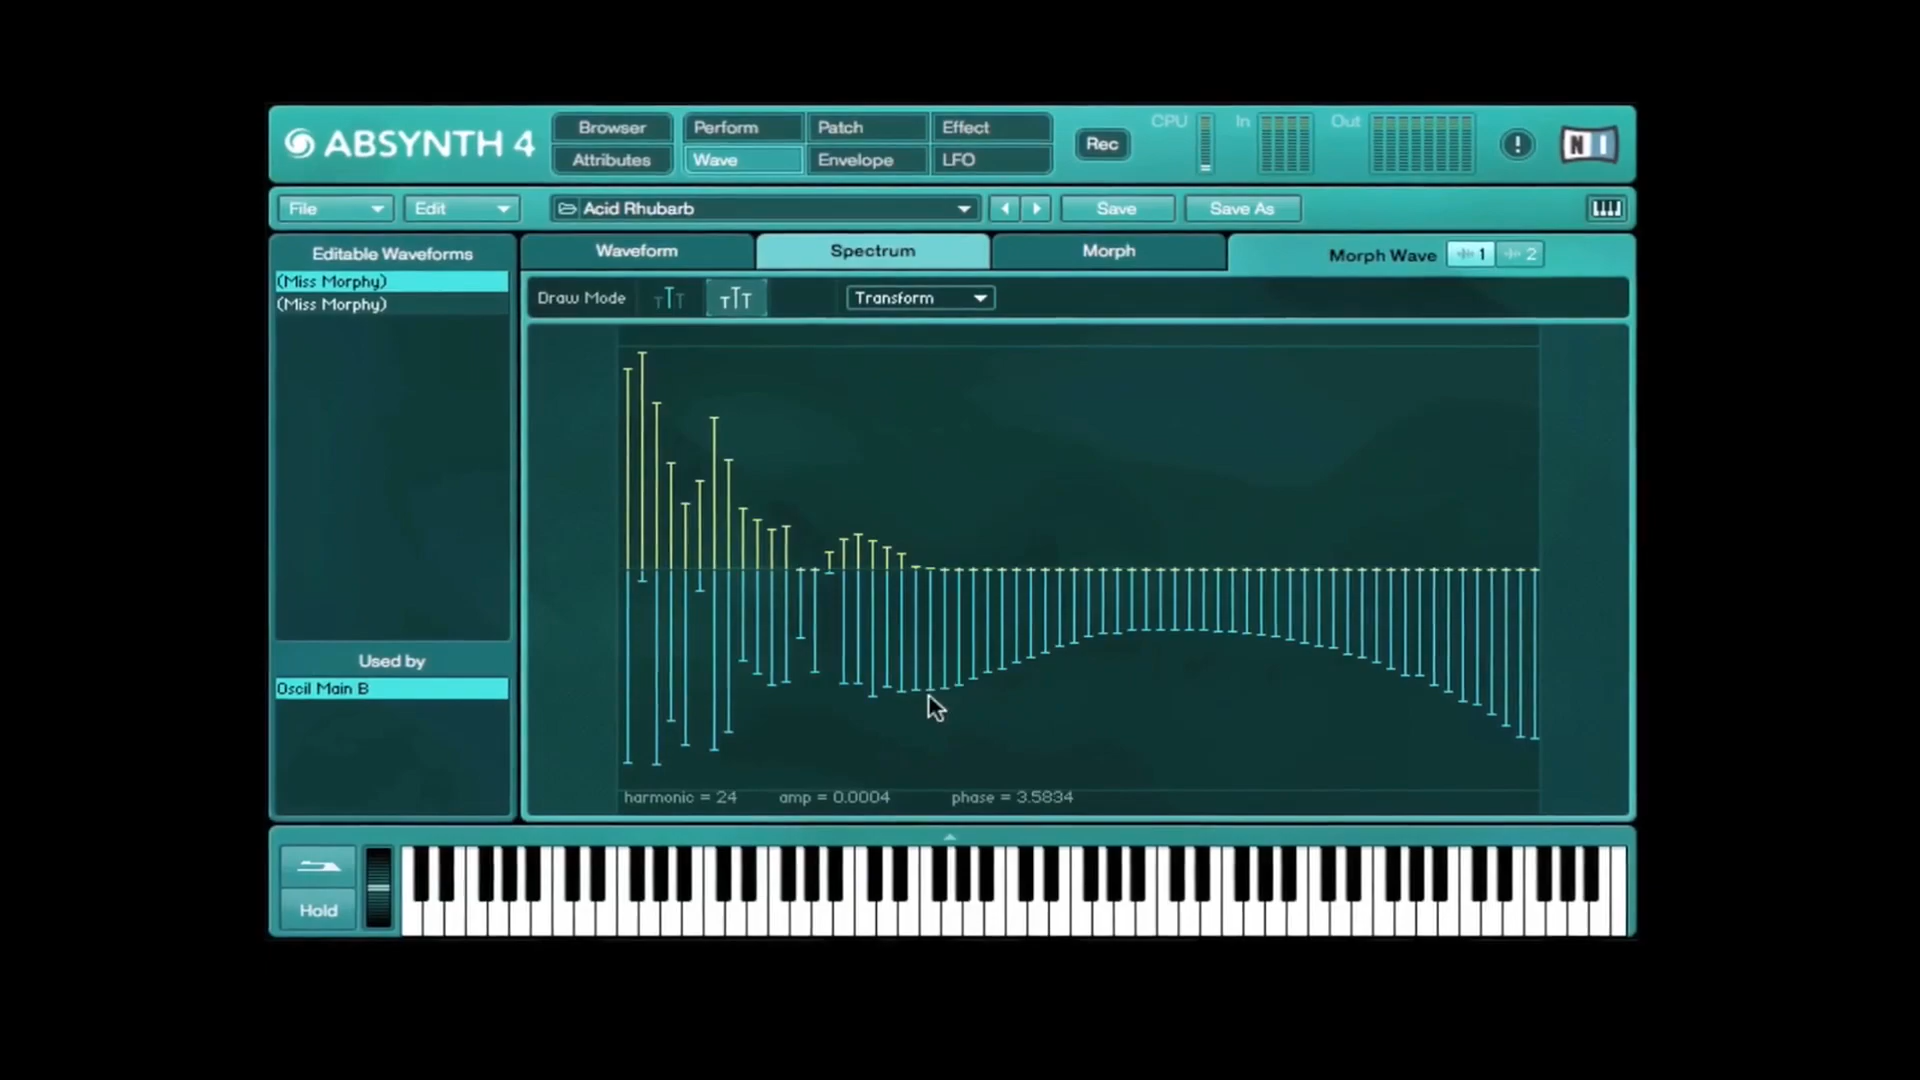 ABSYNTH 4
Browser
Attributes
Perform
Patch
Effect
Wave
Envelope
LFO
Rec
CPU
In
Out
!
N I
File
Edit
Acid Rhubarb
Save
Save As
Editable Waveforms
(Miss Morphy)
(Miss Morphy)
Used by
Oscil Main B
Waveform
Spectrum
Morph
Morph Wave
1
2
Draw Mode
Transform
harmonic = 24 amp = 0.0004 phase = 3.5834
Hold